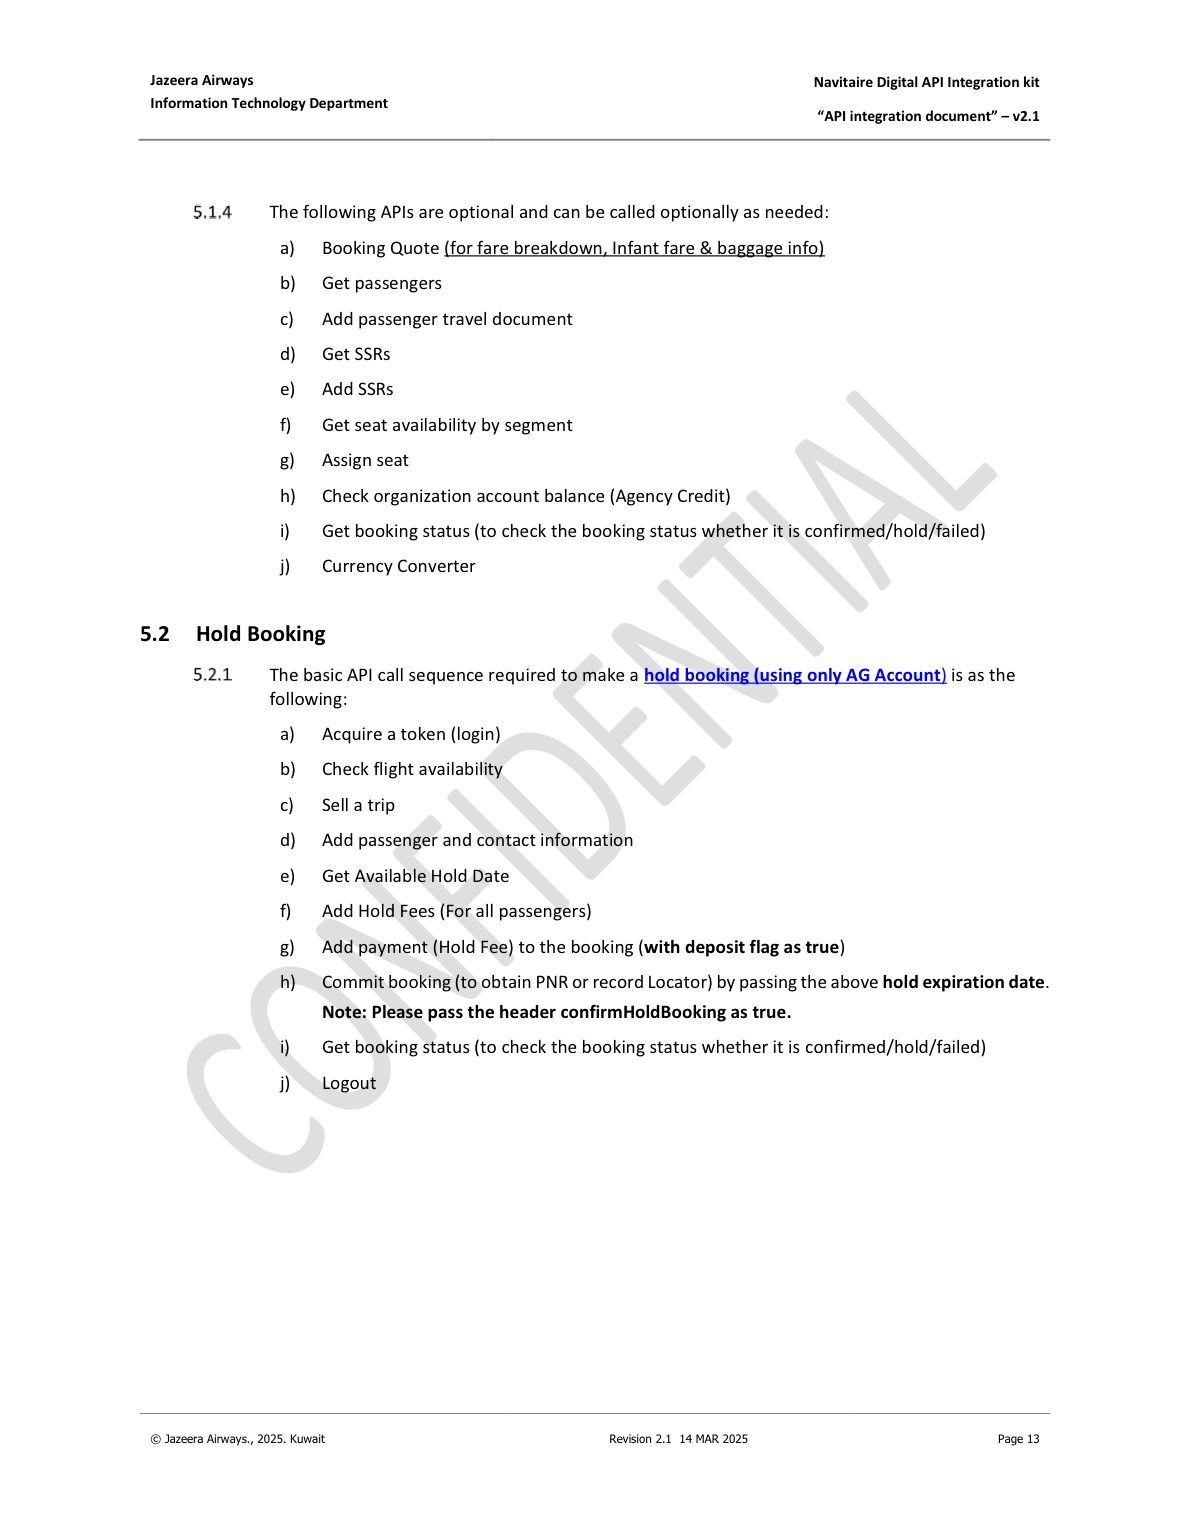 Jazeera Airways
Information Technology Department
Navitaire Digital API Integration kit
“API integration document” – v2.1
5.1.4 The following APIs are optional and can be called optionally as needed:
a) Booking Quote (for fare breakdown, Infant fare & baggage info)
b) Get passengers
c) Add passenger travel document
d) Get SSRs
e) Add SSRs
f) Get seat availability by segment
g) Assign seat
h) Check organization account balance (Agency Credit)
i) Get booking status (to check the booking status whether it is confirmed/hold/failed)
j) Currency Converter
5.2 Hold Booking
5.2.1 The basic API call sequence required to make a hold booking (using only AG Account) is as the
following:
a) Acquire a token (login)
b) Check flight availability
c) Sell a trip
d) Add passenger and contact information
e) Get Available Hold Date
f) Add Hold Fees (For all passengers)
g) Add payment (Hold Fee) to the booking (with deposit flag as true)
h) Commit booking (to obtain PNR or record Locator) by passing the above hold expiration date.
Note: Please pass the header confirmHoldBooking as true.
i) Get booking status (to check the booking status whether it is confirmed/hold/failed)
j) Logout
CONFIDENTIAL
© Jazeera Airways., 2025. Kuwait
Revision 2.1 14 MAR 2025
Page 13